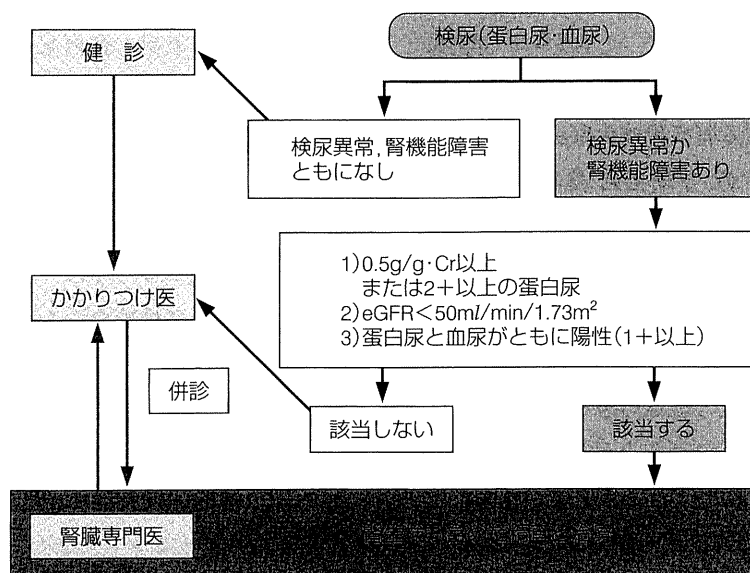 検尿(蛋白尿・血尿)
健 診
検尿異常,腎機能障害
ともになし
検尿異常か
腎機能障害あり
1)0.5g/g・Cr以上
または2+以上の蛋白尿
2)eGFR<50ml/min/1.73m²
3)蛋白尿と血尿がともに陽性(1+以上)
かかりつけ医
併診
該当しない
該当する
腎臓専門医